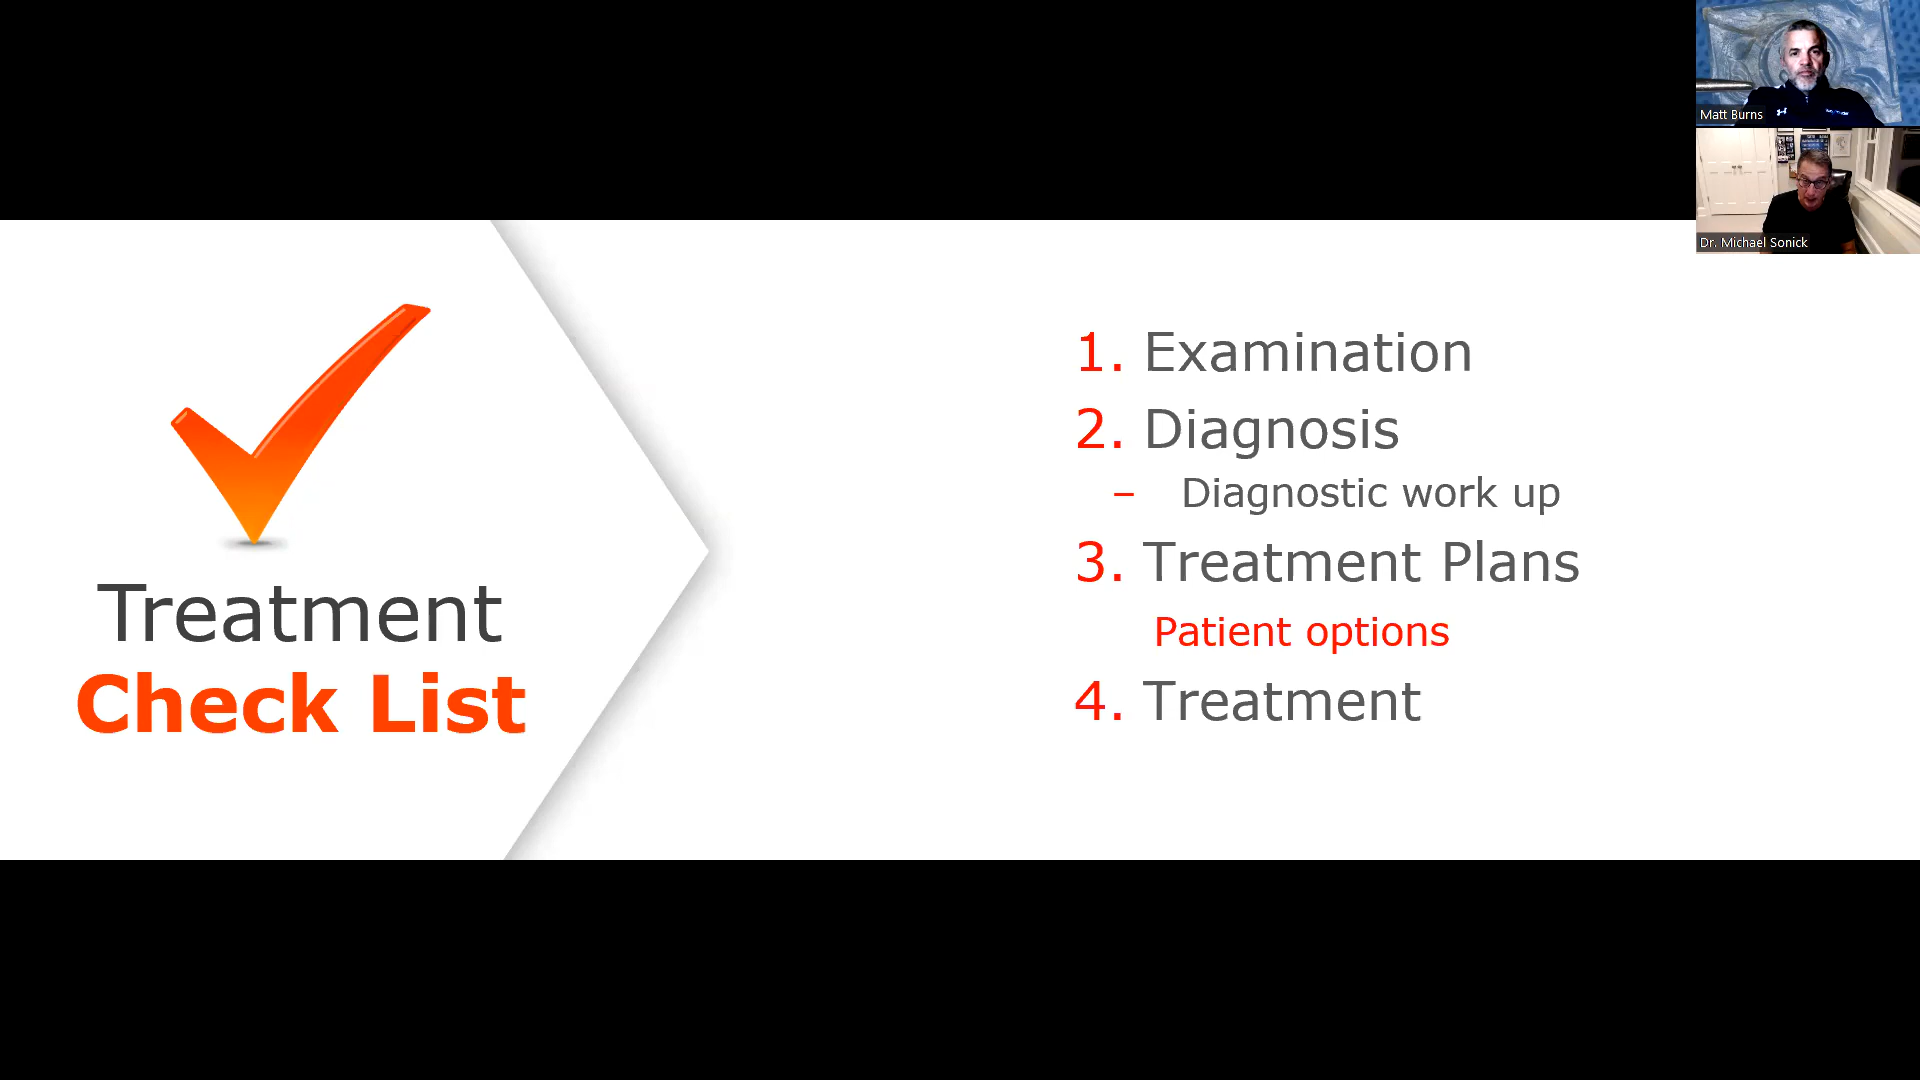 Matt Burns
Dr. Michael Sonick
Treatment
Check List
1. Examination
2. Diagnosis
– Diagnostic work up
3. Treatment Plans
Patient options
4. Treatment